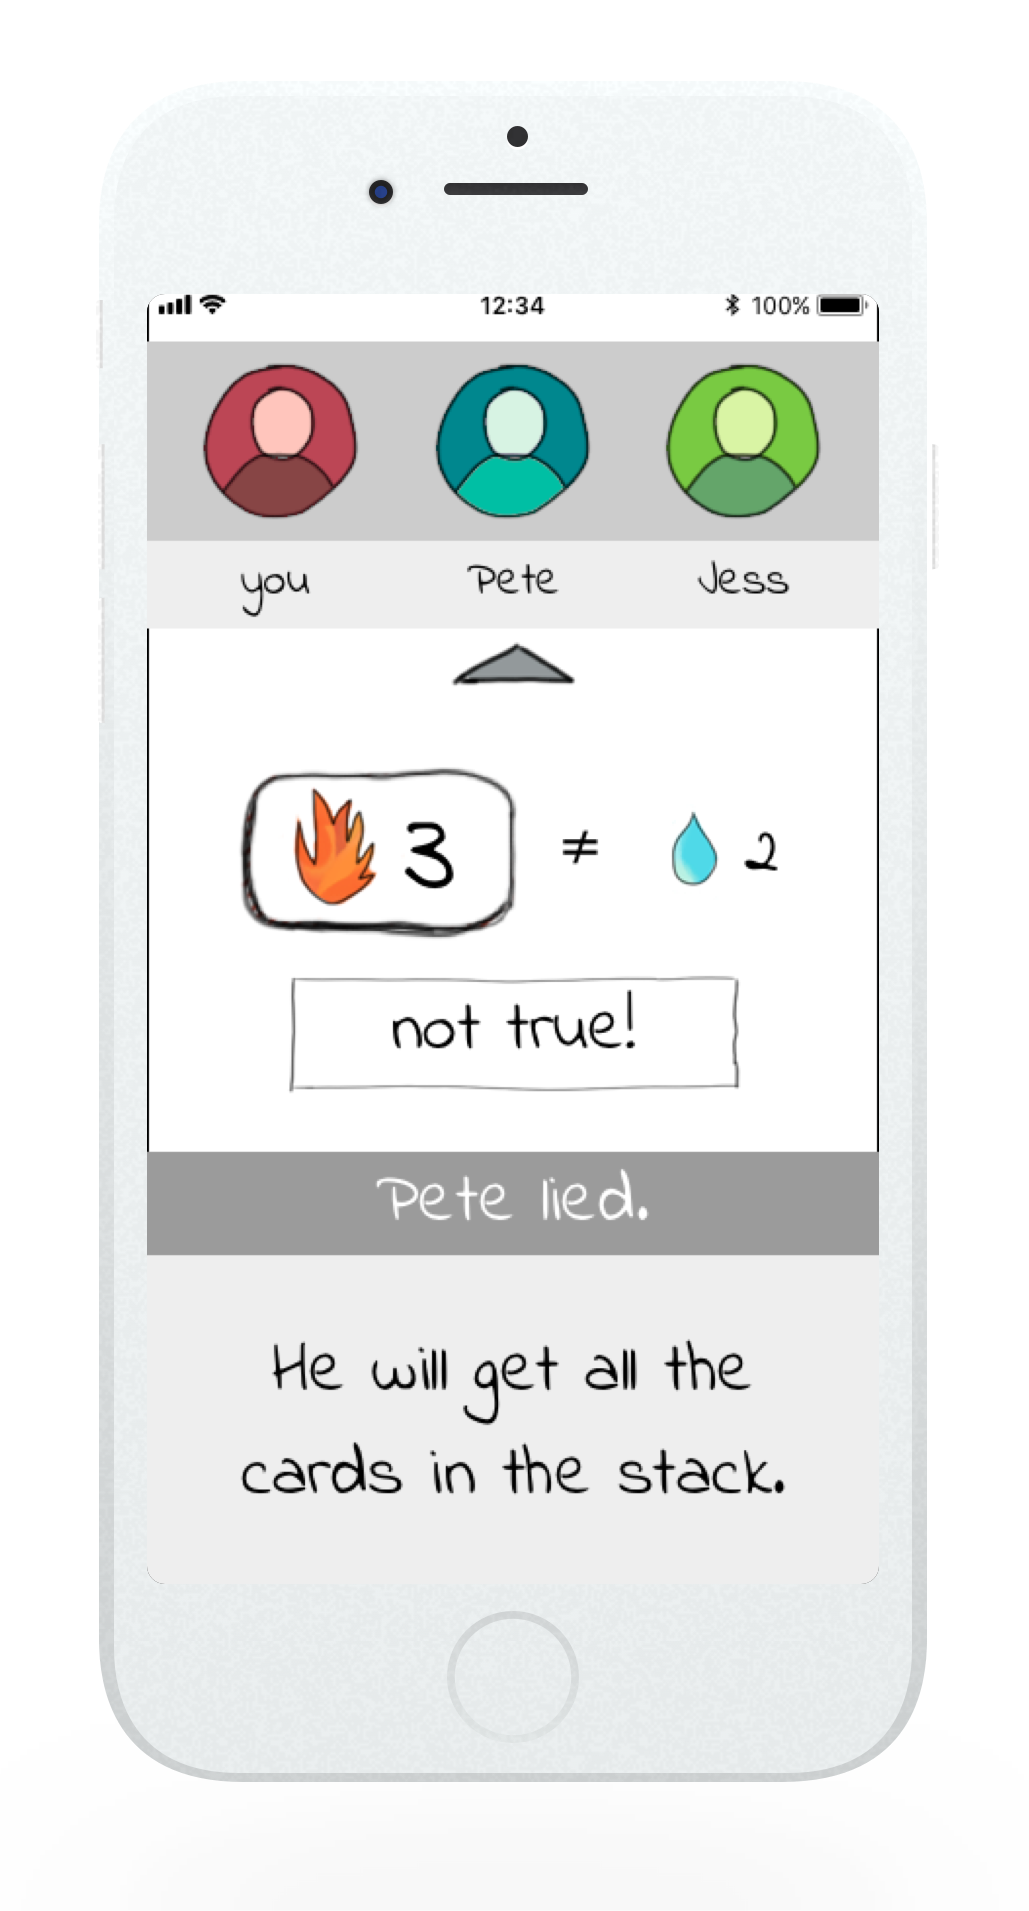 12:34
100%
you Pete Jess
3 ≠ 2
not true!
Pete lied.
He will get all the
cards in the stack.